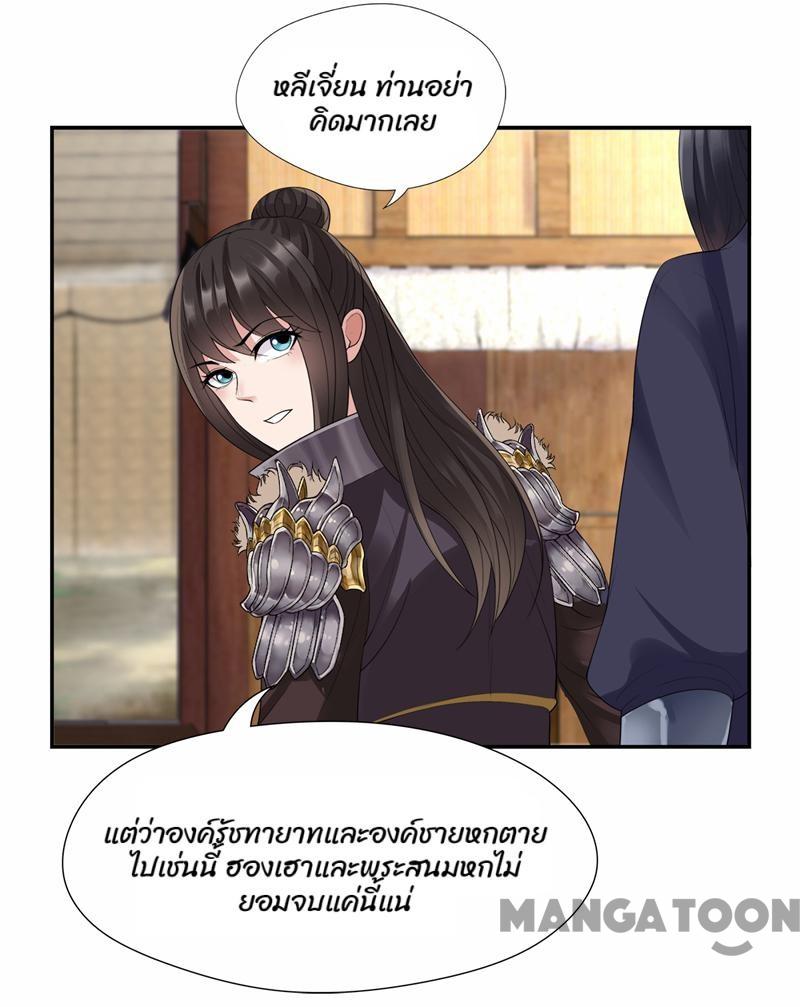 หลีเจี่ยน ท่านอย่า
คิดมากเลย
แต่ว่าองค์รัชทายาทและองค์ชายหกตาย
ไปเช่นนี้ ฮองเฮาและพระสนมหกไม่
ยอมจบแค่นี้แน่
MANGATOON